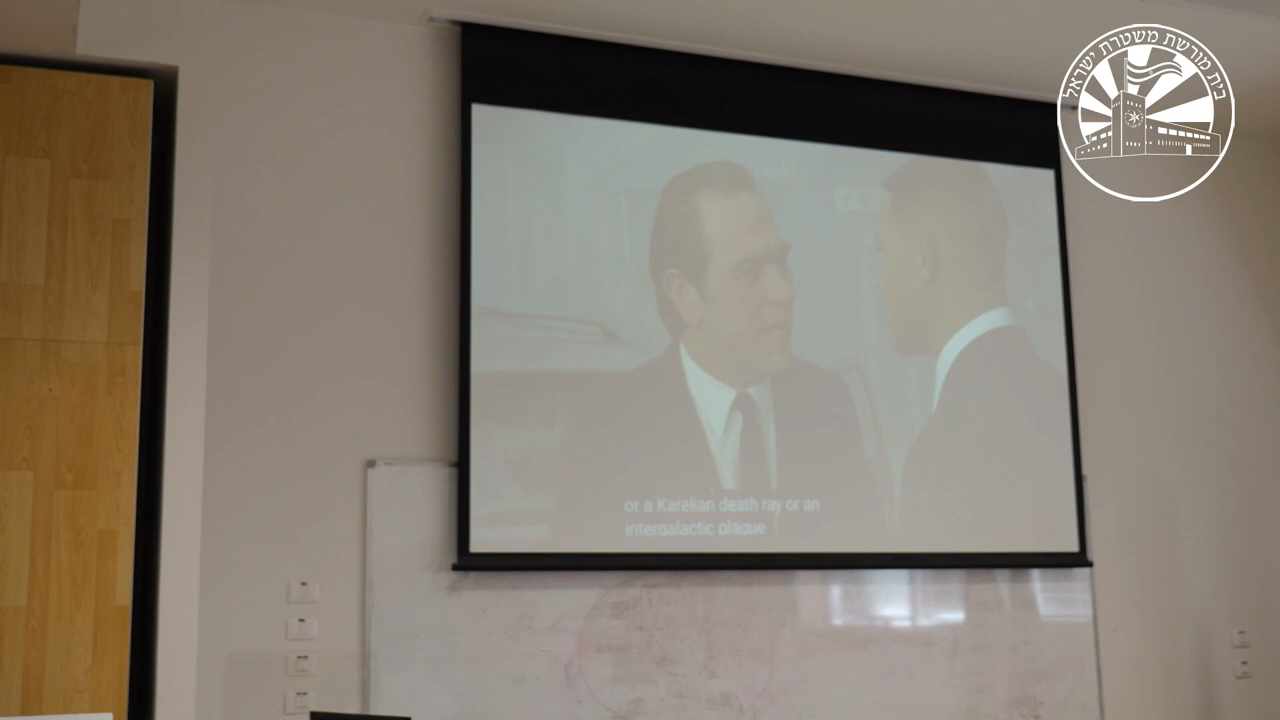 בית מורשת משטרת ישראל
or a Karelian death ray or an
intergalactic plague